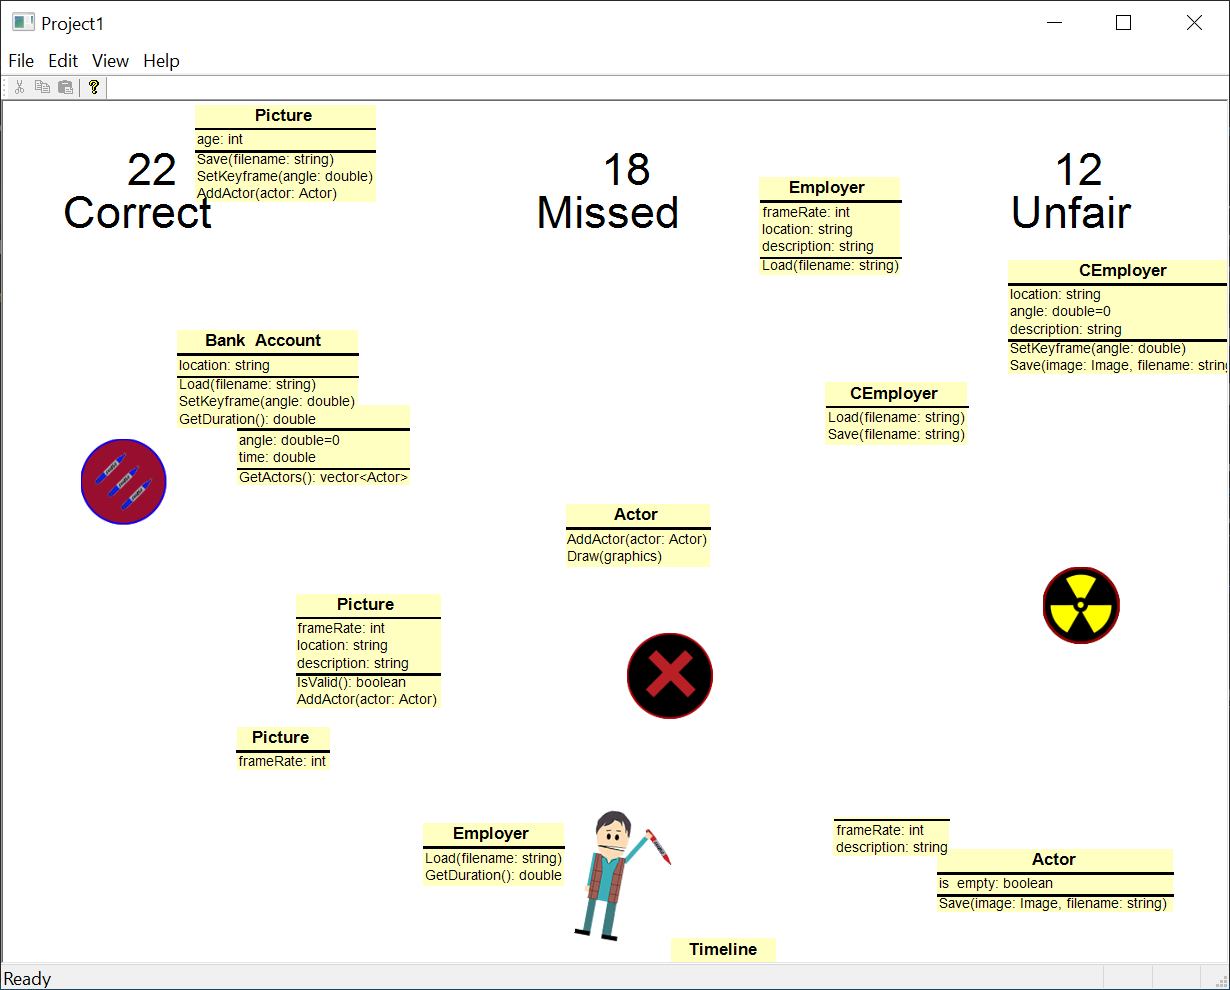 Project1
File Edit View Help
Picture
age: int
Save(filename: string)
SetKeyframe(angle: double)
AddActor(actor: Actor)
22
Correct
18
Missed
12
Unfair
Employer
frameRate: int
location: string
description: string
Load(filename: string)
CEmployer
location: string
angle: double=0
description: string
SetKeyframe(angle: double)
Save(image: Image, filename: string
Bank Account
location: string
Load(filename: string)
SetKeyframe(angle: double)
GetDuration(): double
angle: double=0
time: double
GetActors(): vector<Actor>
CEmployer
Load(filename: string)
Save(filename: string)
Actor
AddActor(actor: Actor)
Draw(graphics)
Picture
frameRate: int
location: string
description: string
IsValid(): boolean
AddActor(actor: Actor)
Picture
frameRate: int
Employer
Load(filename: string)
GetDuration(): double
frameRate: int
description: string
Actor
is empty: boolean
Save(image: Image, filename: string)
Timeline
Ready